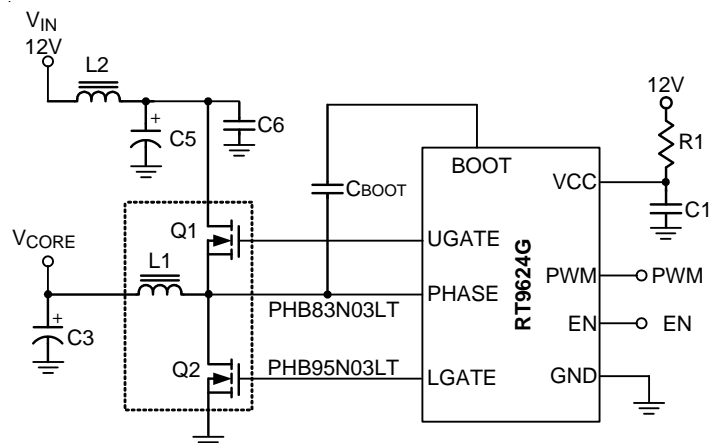 VIN
12V
L2
C5
C6
12V
R1
BOOT
VCC
CBOOT
C1
Q1
UGATE
VCORE
L1
PHASE
RT9624G
PWM
PWM
PHB83N03LT
EN
EN
C3
Q2
PHB95N03LT
LGATE
GND